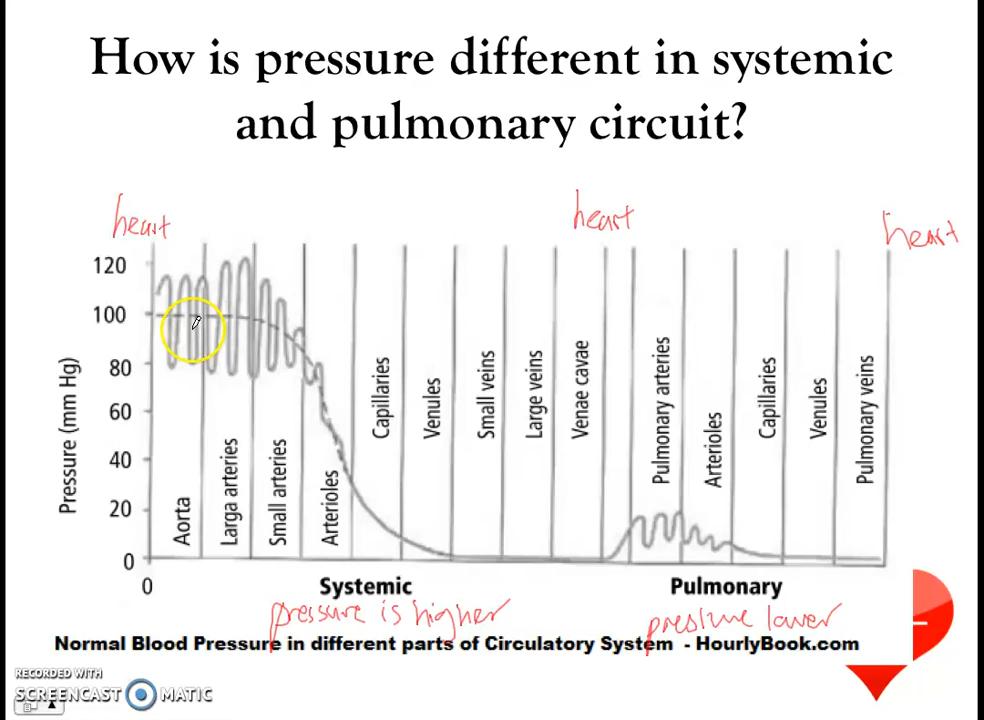 How is pressure different in systemic
and pulmonary circuit?
heart
heart
heart
120
100
80
60
40
20
0
0
Pressure (mm Hg)
Aorta
Larga arteries
Small arteries
Arterioles
Capillaries
Venules
Small veins
Large veins
Venae cavae
Pulmonary arteries
Arterioles
Capillaries
Venules
Pulmonary veins
Systemic
Pulmonary
pressure is higher
pressure lower
Normal Blood Pressure in different parts of Circulatory System - HourlyBook.com
RECORDED WITH
SCREENCAST MATIC